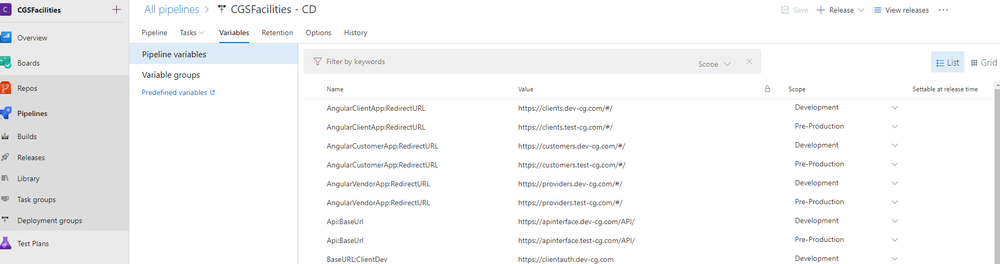 C CGSFacilities
All pipelines > CGSFacilities - CD
Save Release View releases ...
Overview
Boards
Repos
Pipelines
Builds
Releases
Library
Task groups
Deployment groups
Test Plans
Pipeline Tasks Variables Retention Options History
Pipeline variables
Variable groups
Predefined variables
Filter by keywords Scope
List Grid
Name Value Scope Settable at release time
AngularClientApp:RedirectURL https://clients.dev-cg.com/#/ Development
AngularClientApp:RedirectURL https://clients.test-cg.com/#/ Pre-Production
AngularCustomerApp:RedirectURL https://customers.dev-cg.com/#/ Development
AngularCustomerApp:RedirectURL https://customers.test-cg.com/#/ Pre-Production
AngularVendorApp:RedirectURL https://providers.dev-cg.com/#/ Development
AngularVendorApp:RedirectURL https://providers.test-cg.com/#/ Pre-Production
Api:BaseUrl https://apinterface.dev-cg.com/API/ Development
Api:BaseUrl https://apinterface.test-cg.com/API/ Pre-Production
BaseURL:ClientDev https://clientauth.dev-cg.com Development